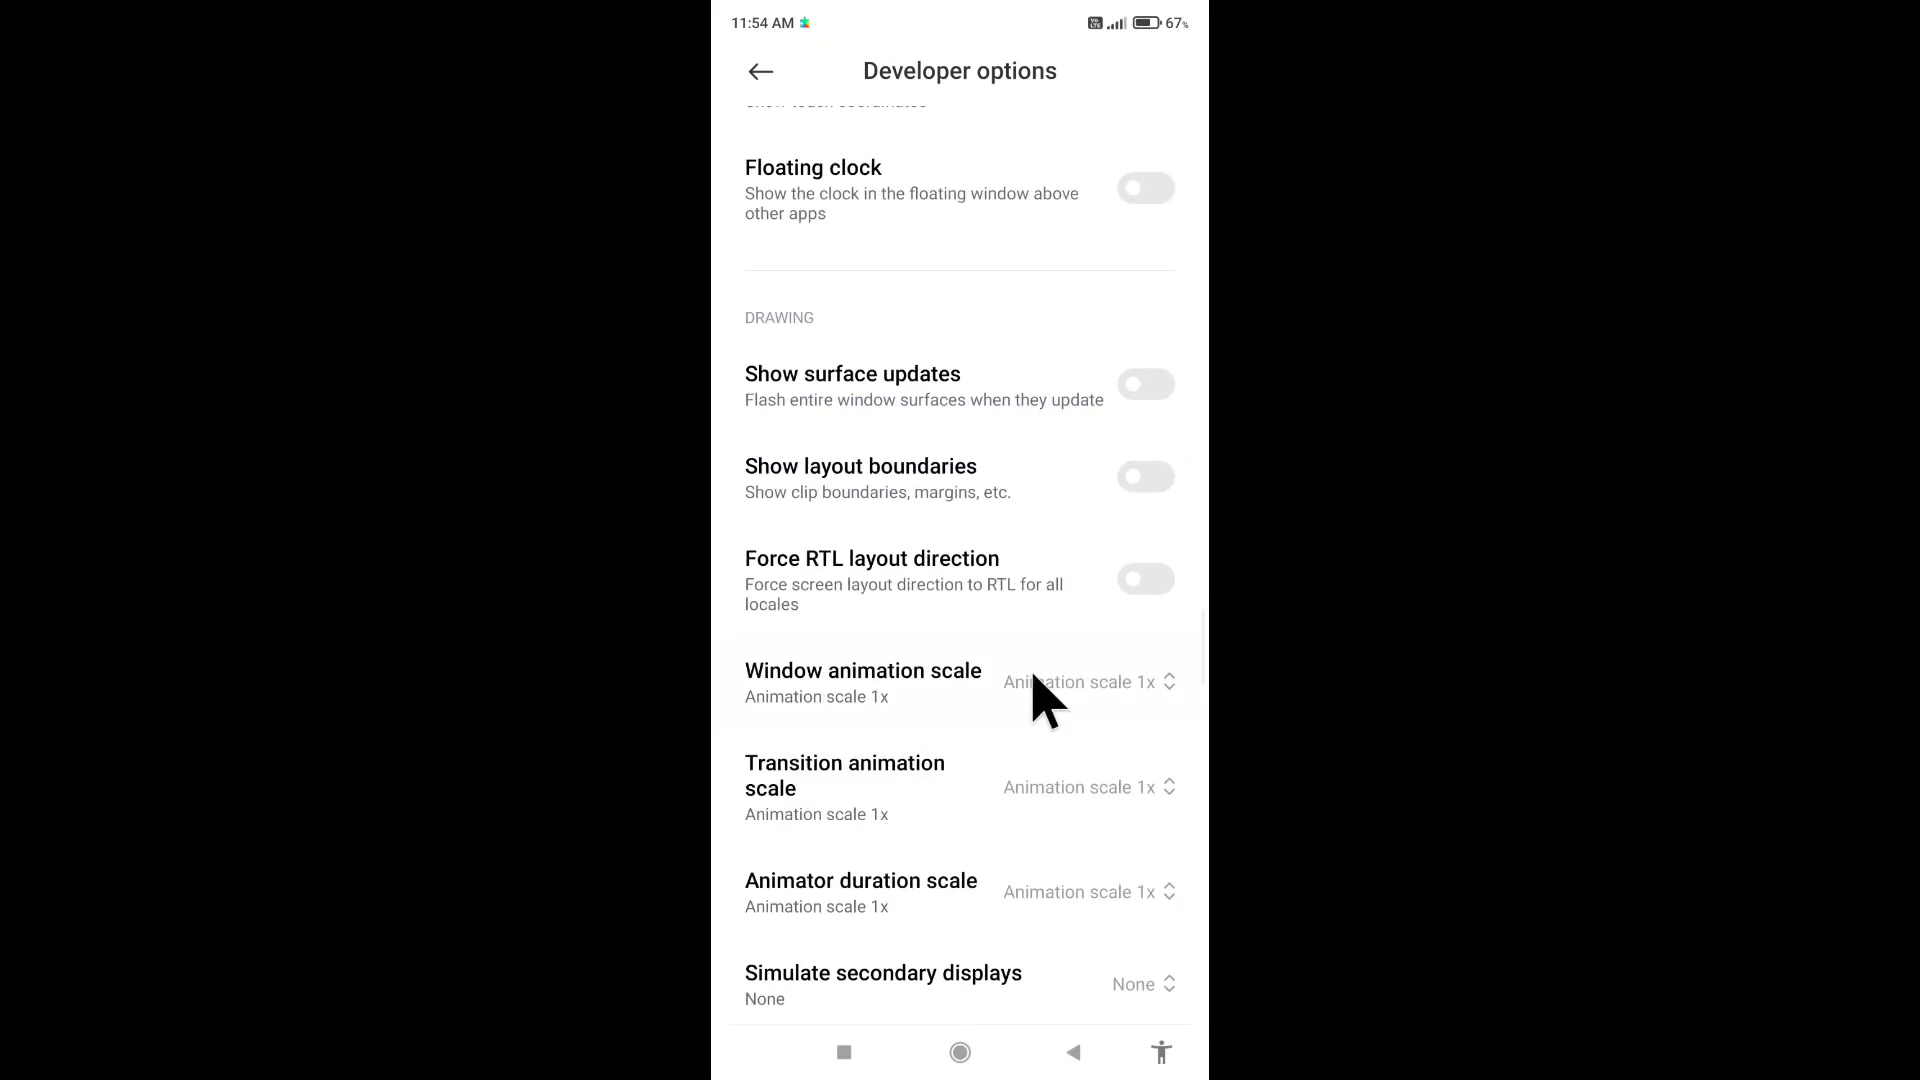 11:54 AM
Vo LTE
67%
Developer options
Floating clock
Show the clock in the floating window above
other apps
DRAWING
Show surface updates
Flash entire window surfaces when they update
Show layout boundaries
Show clip boundaries, margins, etc.
Force RTL layout direction
Force screen layout direction to RTL for all
locales
Window animation scale
Animation scale 1x
Animation scale 1x
Transition animation
scale
Animation scale 1x
Animation scale 1x
Animator duration scale
Animation scale 1x
Animation scale 1x
Simulate secondary displays
None
None